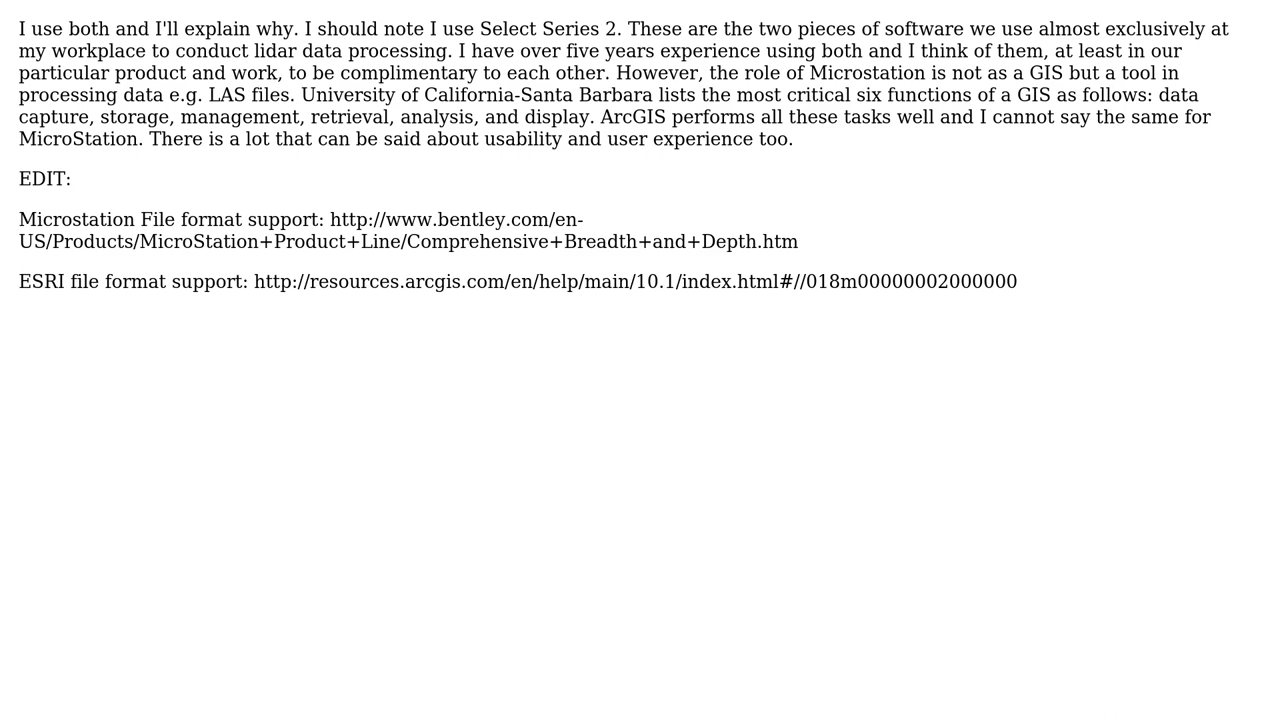 I use both and I'll explain why. I should note I use Select Series 2. These are the two pieces of software we use almost exclusively at
my workplace to conduct lidar data processing. I have over five years experience using both and I think of them, at least in our
particular product and work, to be complimentary to each other. However, the role of Microstation is not as a GIS but a tool in
processing data e.g. LAS files. University of California-Santa Barbara lists the most critical six functions of a GIS as follows: data
capture, storage, management, retrieval, analysis, and display. ArcGIS performs all these tasks well and I cannot say the same for
MicroStation. There is a lot that can be said about usability and user experience too.
EDIT:
Microstation File format support: http://www.bentley.com/en-
US/Products/MicroStation+Product+Line/Comprehensive+Breadth+and+Depth.htm
ESRI file format support: http://resources.arcgis.com/en/help/main/10.1/index.html#//018m00000002000000